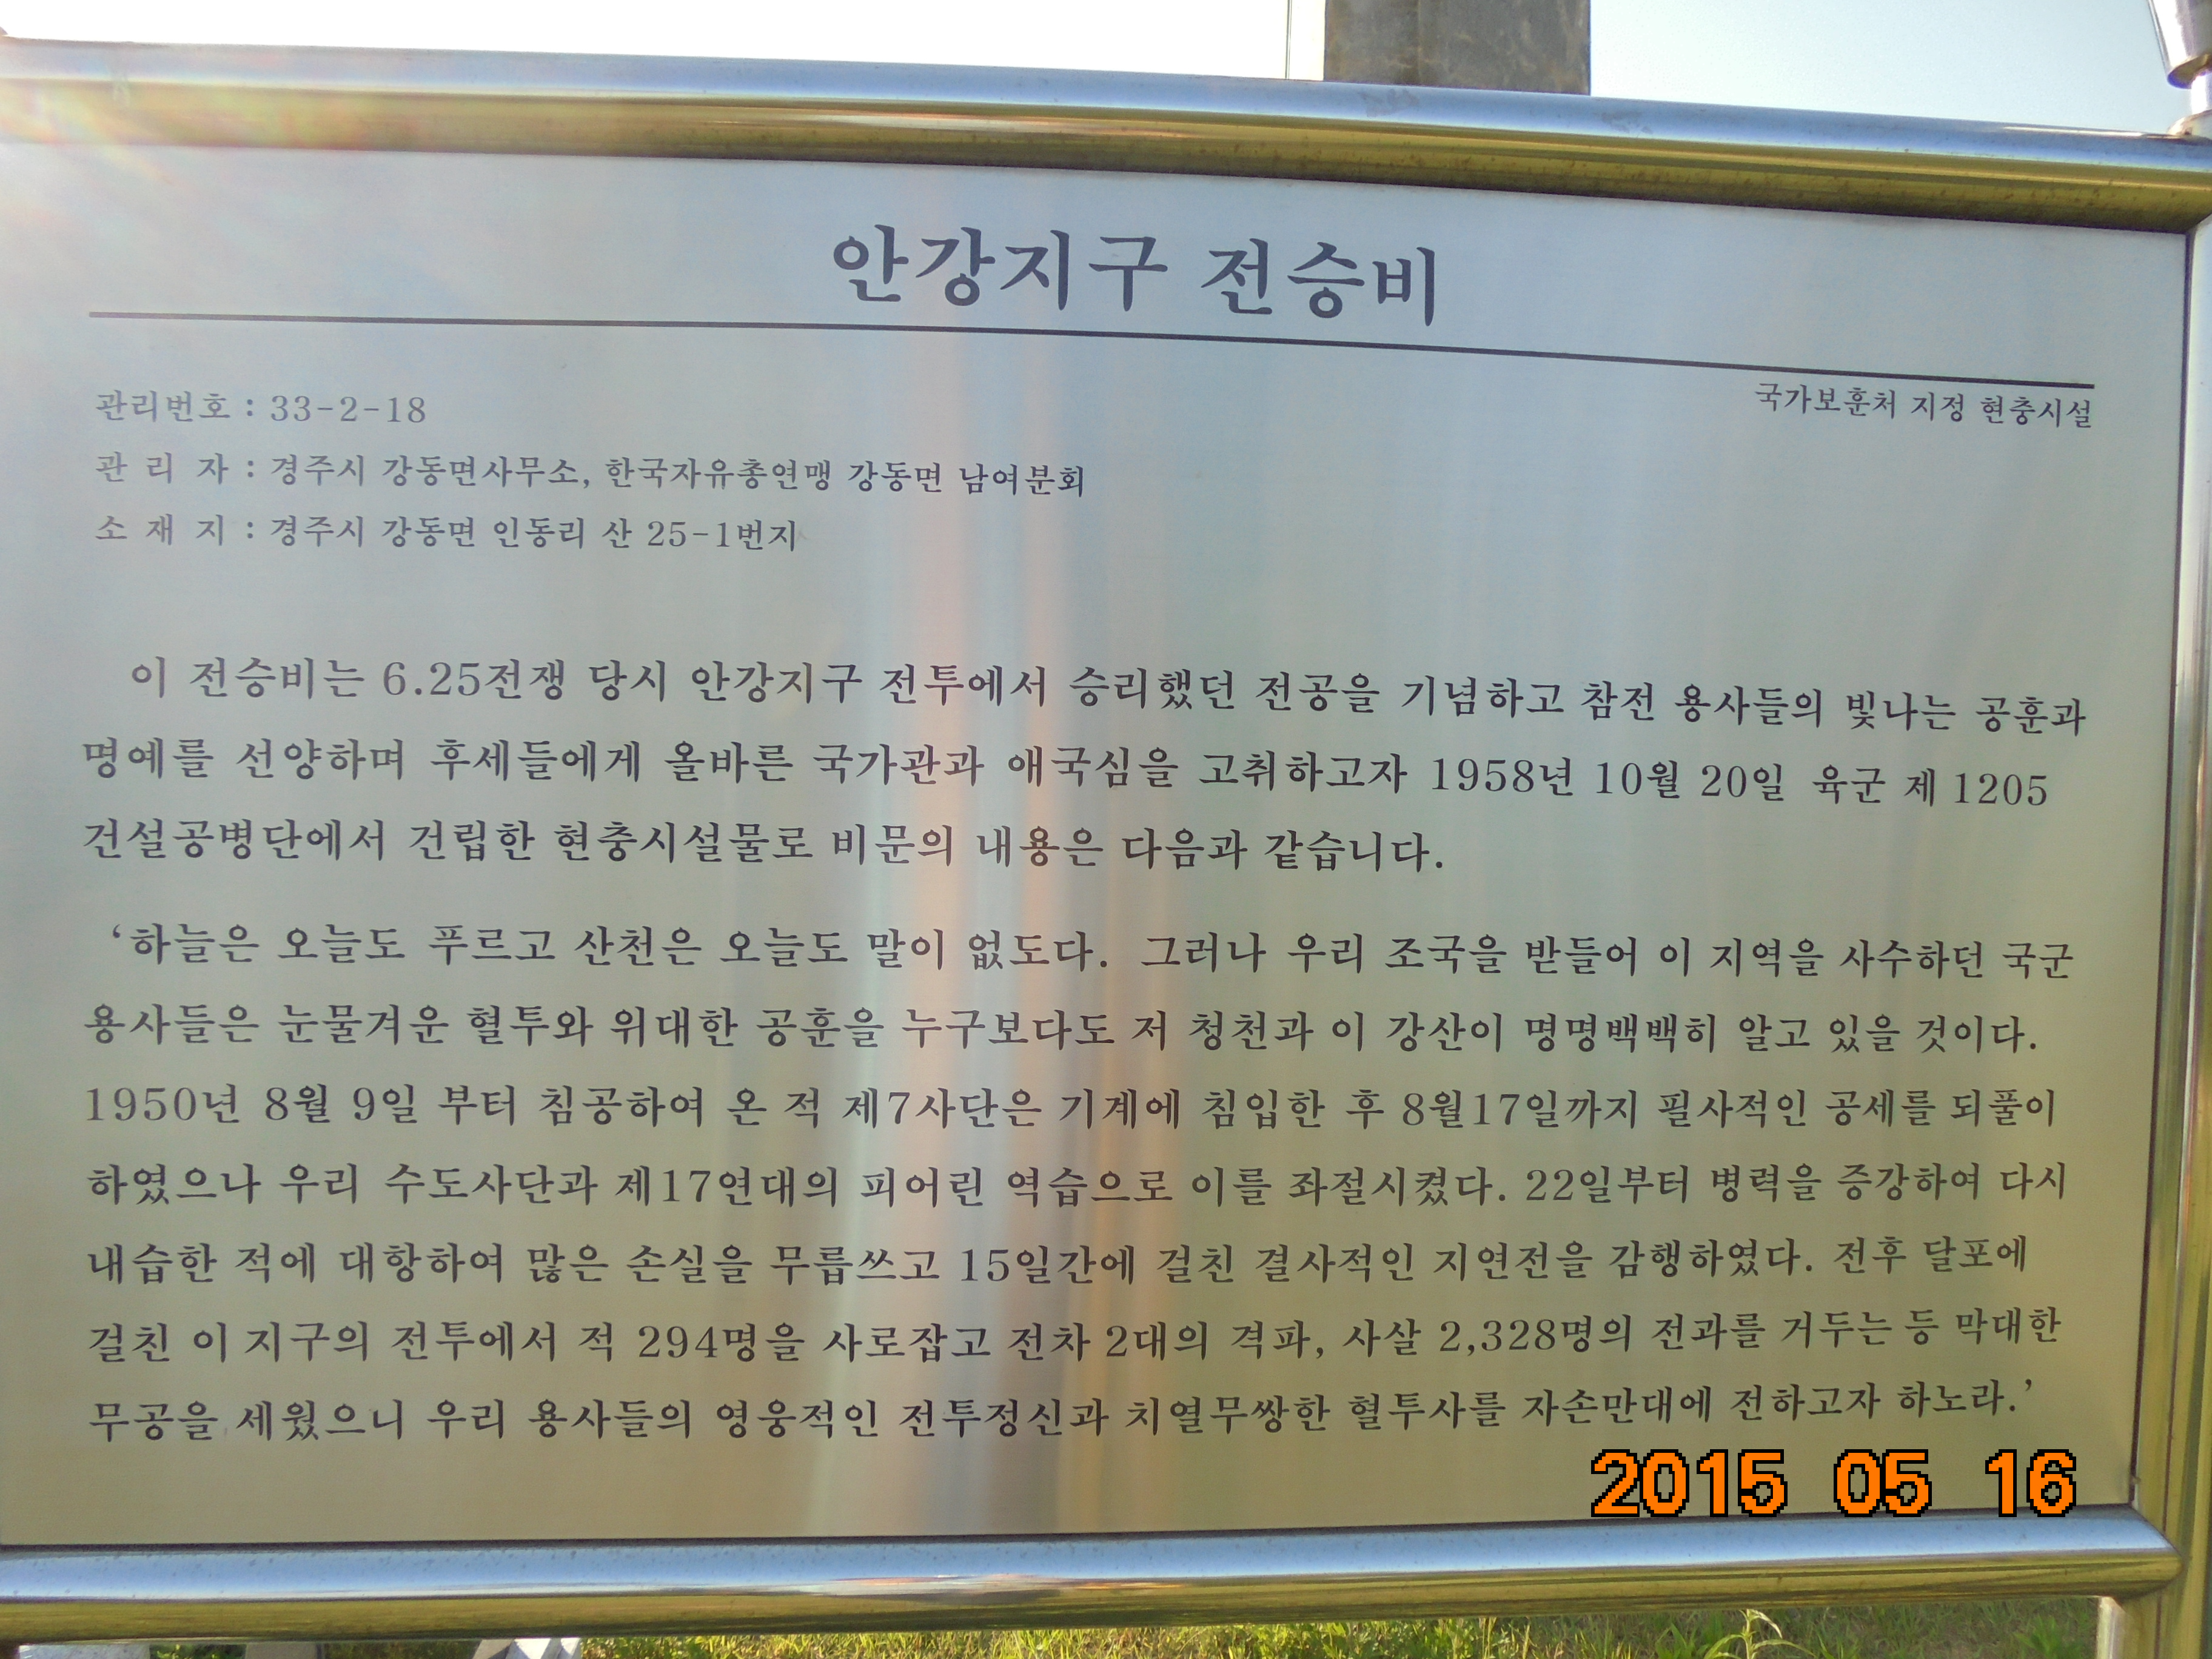 안강지구 전승비
국가보훈처 지정 현충시설
관리번호 : 33-2-18
관 리 자 : 경주시 강동면사무소, 한국자유총연맹 강동면 남여분회
소 재 지 : 경주시 강동면 인동리 산 25-1번지
이 전승비는 6.25전쟁 당시 안강지구 전투에서 승리했던 전공을 기념하고 참전 용사들의 빛나는 공훈과
명예를 선양하며 후세들에게 올바른 국가관과 애국심을 고취하고자 1958년 10월 20일 육군 제 1205
건설공병단에서 건립한 현충시설물로 비문의 내용은 다음과 같습니다.
‘하늘은 오늘도 푸르고 산천은 오늘도 말이 없도다. 그러나 우리 조국을 받들어 이 지역을 사수하던 국군
용사들은 눈물겨운 혈투와 위대한 공훈을 누구보다도 저 청천과 이 강산이 명명백백히 알고 있을 것이다.
1950년 8월 9일 부터 침공하여 온 적 제7사단은 기계에 침입한 후 8월17일까지 필사적인 공세를 되풀이
하였으나 우리 수도사단과 제17연대의 피어린 역습으로 이를 좌절시켰다. 22일부터 병력을 증강하여 다시
내습한 적에 대항하여 많은 손실을 무릅쓰고 15일간에 걸친 결사적인 지연전을 감행하였다. 전후 달포에
걸친 이 지구의 전투에서 적 294명을 사로잡고 전차 2대의 격파, 사살 2,328명의 전과를 거두는 등 막대한
무공을 세웠으니 우리 용사들의 영웅적인 전투정신과 치열무쌍한 혈투사를 자손만대에 전하고자 하노라.’
2015 05 16